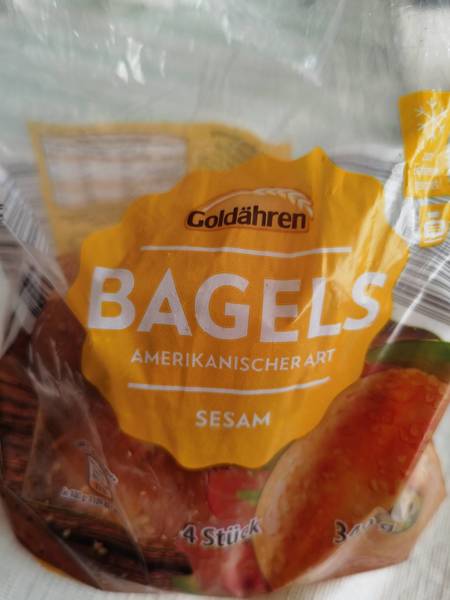 Goldähren
BAGELS
AMERIKANISCHER ART
SESAM
4 Stück